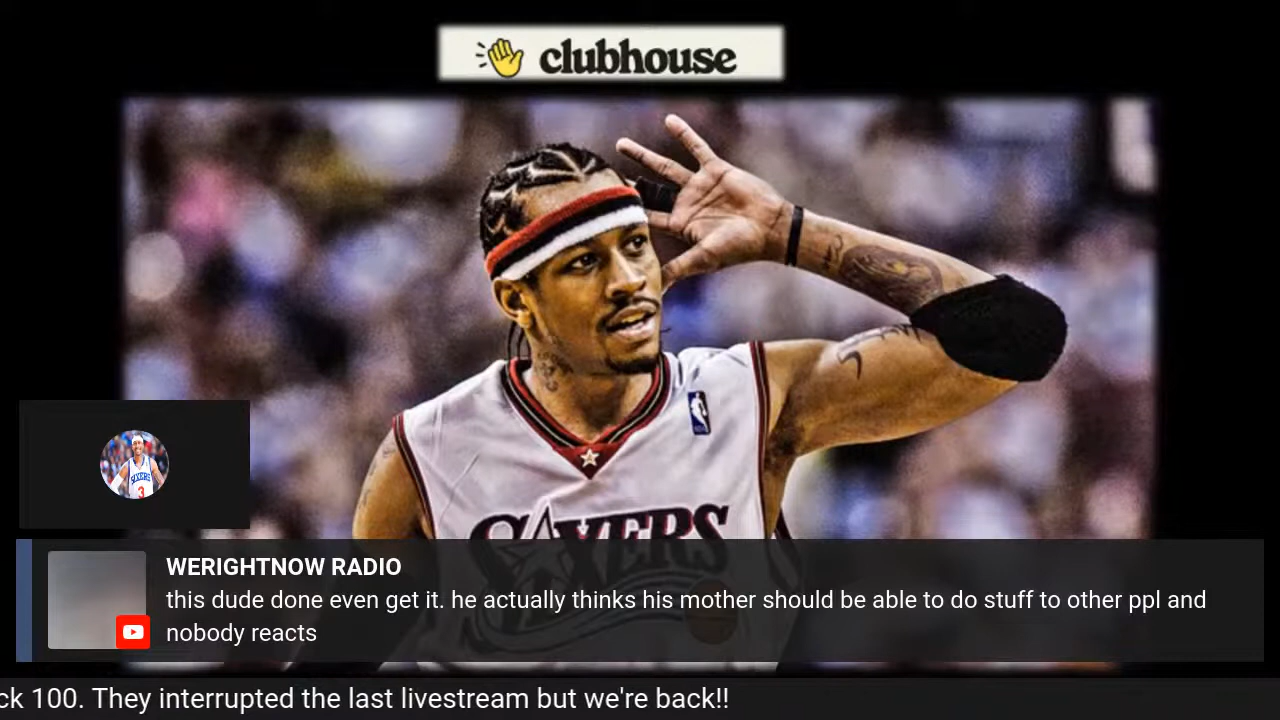 clubhouse
SIXERS
SIXERS
3
WERIGHTNOW RADIO
this dude done even get it. he actually thinks his mother should be able to do stuff to other ppl and
nobody reacts
ck 100. They interrupted the last livestream but we're back!!